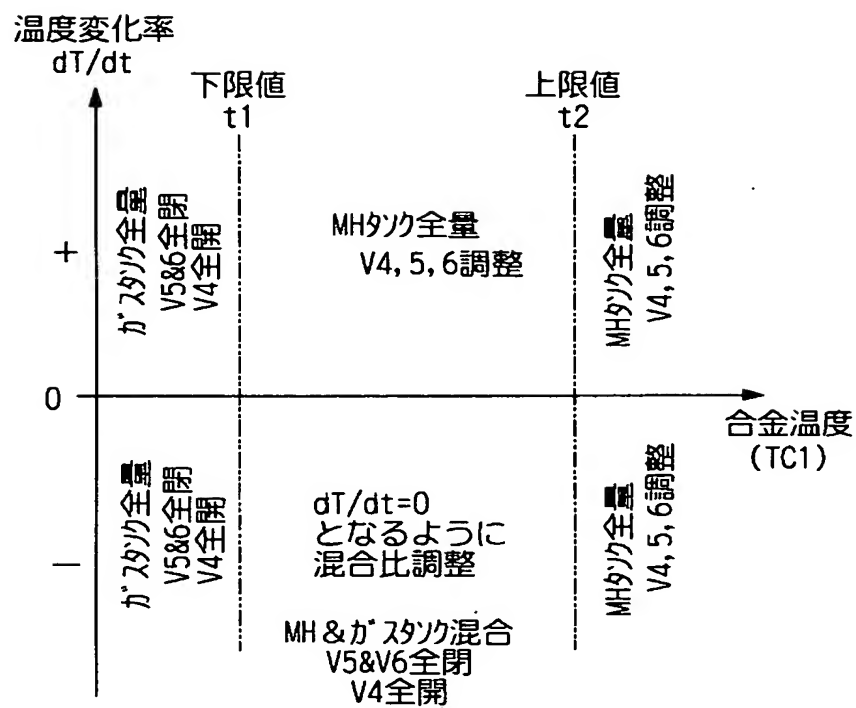 温度変化率
dT/dt
下限値
t1
上限値
t2
+
ガスタンク全量
V5&6全閉
V4全開
MHタンク全量
V4,5,6調整
MHタンク全量
V4,5,6調整
0
合金温度
(TC1)
−
ガスタンク全量
V5&6全閉
V4全開
dT/dt=0
となるように
混合比調整
MH&ガスタンク混合
V5&V6全閉
V4全開
MHタンク全量
V4,5,6調整